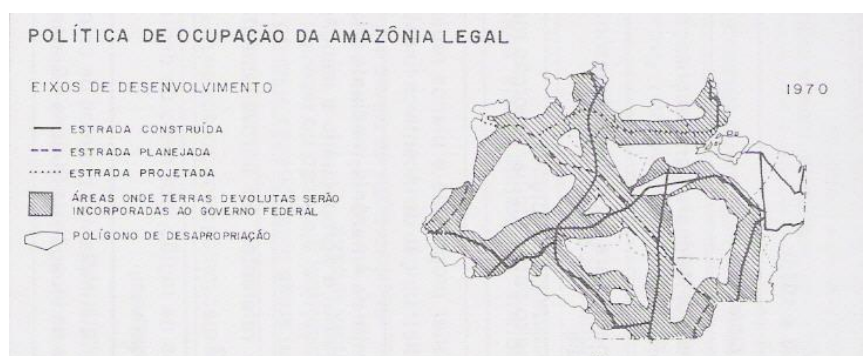 POLÍTICA DE OCUPAÇÃO DA AMAZÔNIA LEGAL
EIXOS DE DESENVOLVIMENTO
1970
ESTRADA CONSTRUÍDA
ESTRADA PLANEJADA
ESTRADA PROJETADA
ÁREAS ONDE TERRAS DEVOLUTAS SERÃO
INCORPORADAS AO GOVERNO FEDERAL
POLÍGONO DE DESAPROPRIAÇÃO